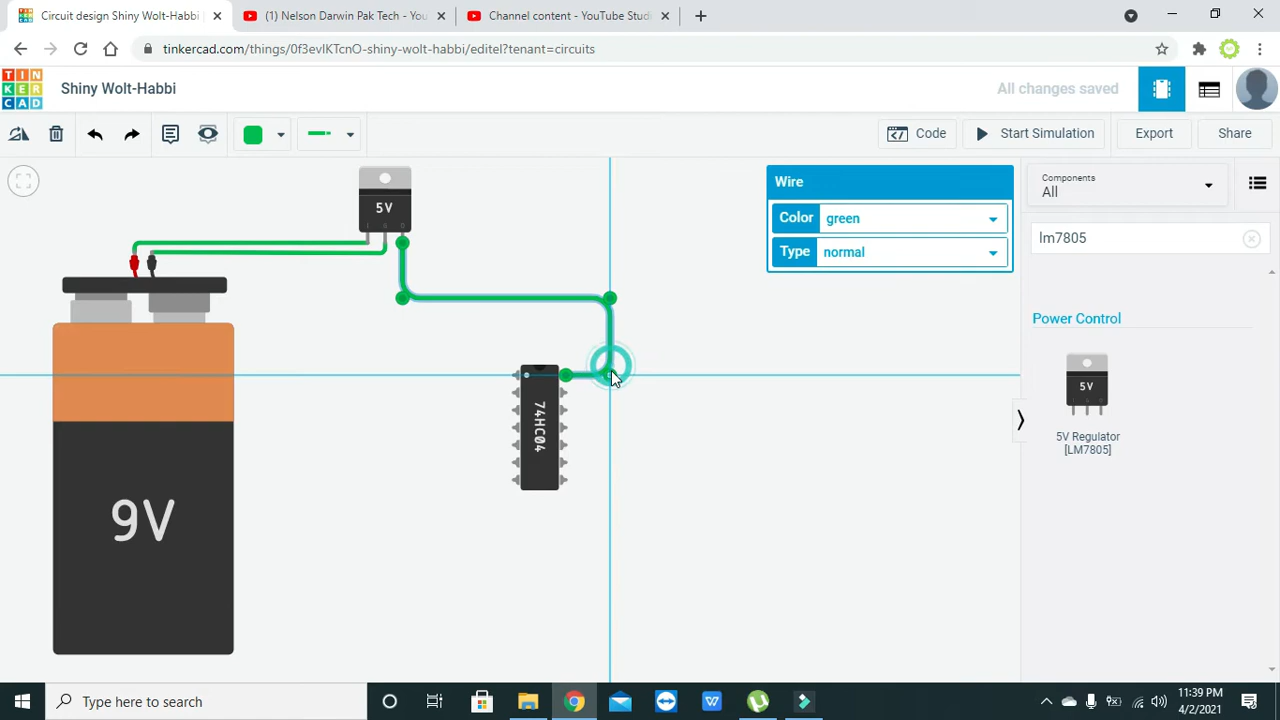 Circuit design Shiny Wolt-Habbi
(1) Nelson Darwin Pak Tech - You
Channel content - YouTube Studi
tinkercad.com/things/0f3evIKTcnO-shiny-wolt-habbi/editel?tenant=circuits
TIN
KER
CAD
Shiny Wolt-Habbi
All changes saved
Code
Start Simulation
Export
Share
5V
9V
74HC04
Wire
Color
green
Type
normal
Components
All
lm7805
Power Control
5V
5V Regulator
[LM7805]
Type here to search
11:39 PM
4/2/2021